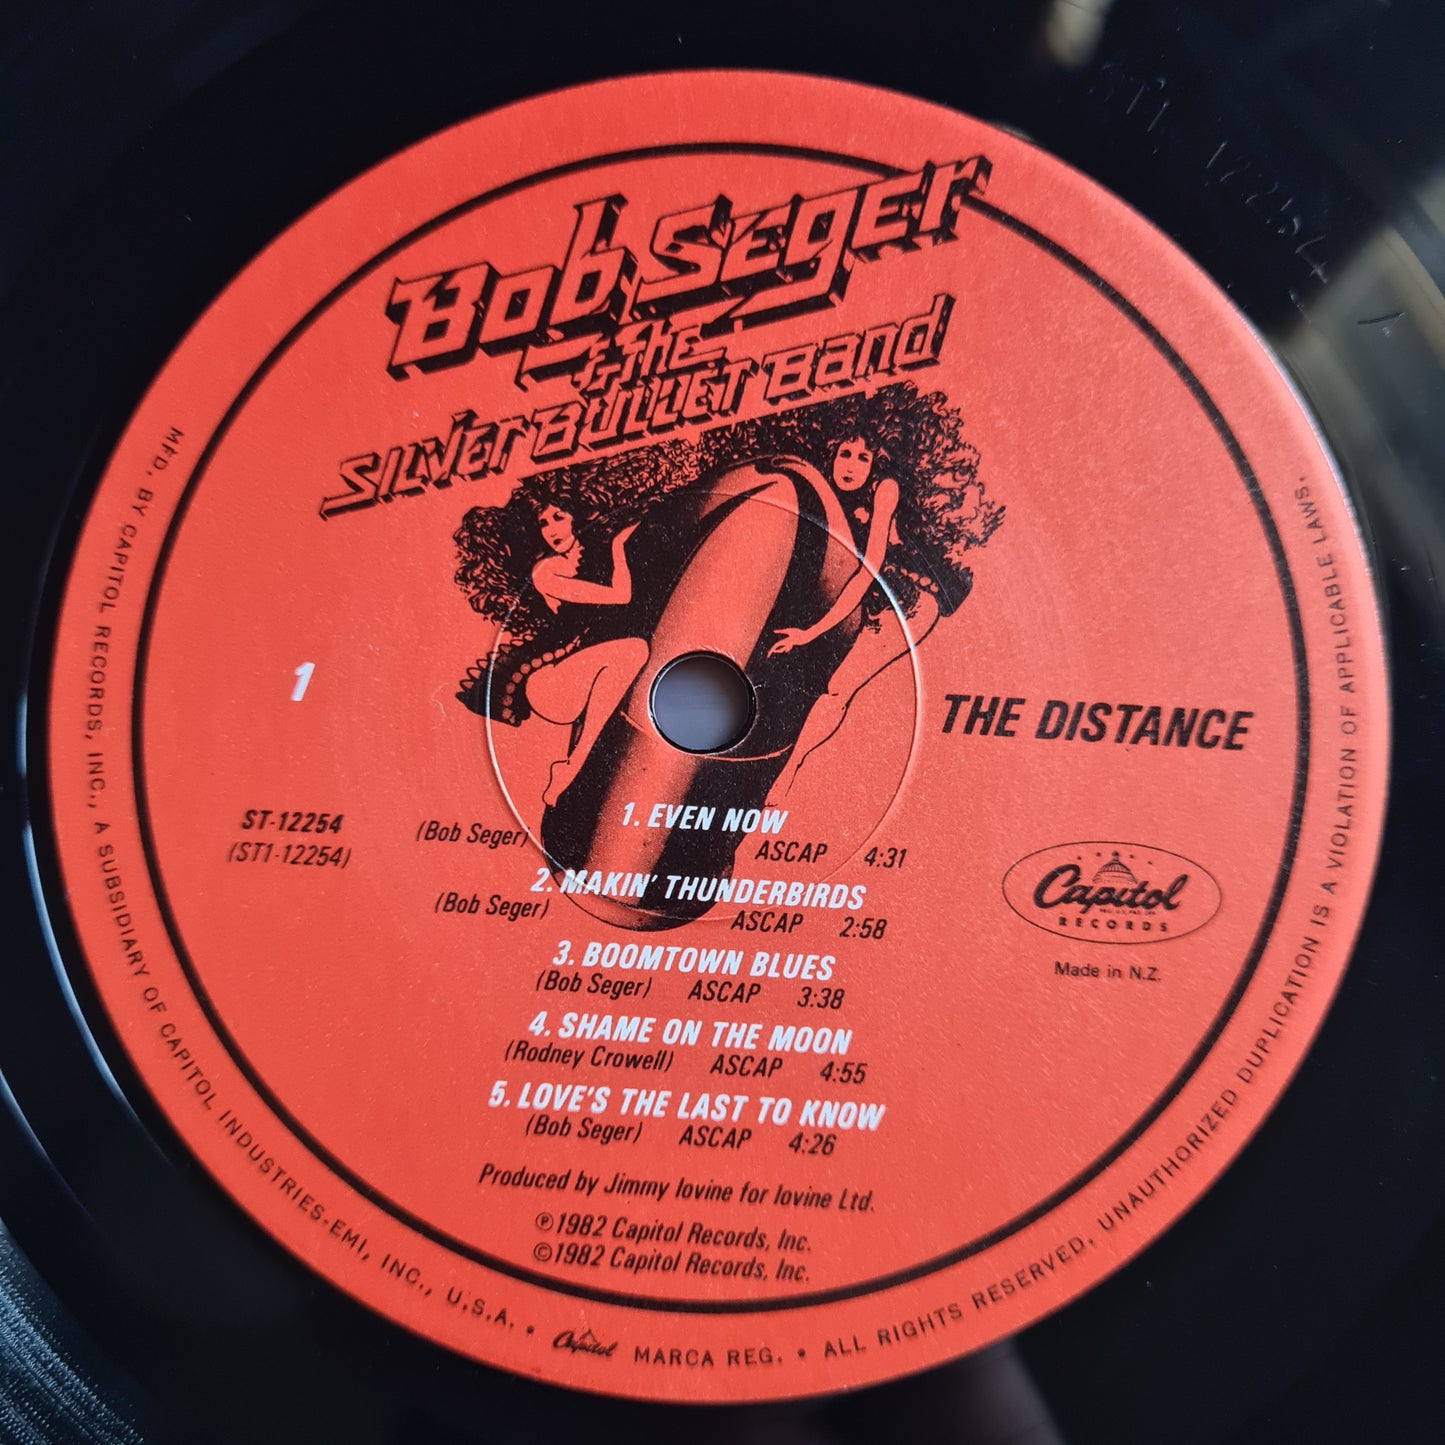 Bob Seger
& The
Silver Bullet Band
1
THE DISTANCE
ST-12254
(ST1-12254)
1. EVEN NOW
(Bob Seger) ASCAP 4:31
2. MAKIN' THUNDERBIRDS
(Bob Seger) ASCAP 2:58
3. BOOMTOWN BLUES
(Bob Seger) ASCAP 3:38
4. SHAME ON THE MOON
(Rodney Crowell) ASCAP 4:55
5. LOVE'S THE LAST TO KNOW
(Bob Seger) ASCAP 4:26
Capitol
RECORDS
Made in N.Z.
Produced by Jimmy Iovine for Iovine Ltd.
℗1982 Capitol Records, Inc.
©1982 Capitol Records, Inc.
MFD. BY CAPITOL RECORDS, INC., A SUBSIDIARY OF CAPITOL INDUSTRIES-EMI, INC., U.S.A. • Capitol MARCA REG. • ALL RIGHTS RESERVED, UNAUTHORIZED DUPLICATION IS A VIOLATION OF APPLICABLE LAWS.